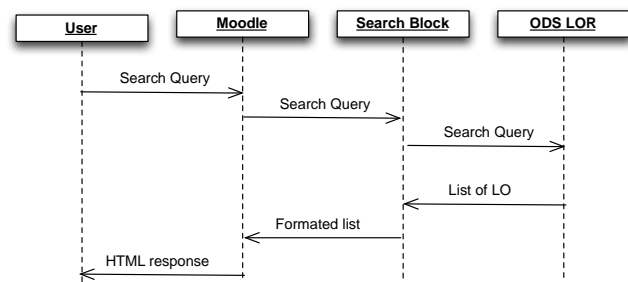 User
Moodle
Search Block
ODS LOR
Search Query
Search Query
Search Query
List of LO
Formated list
HTML response